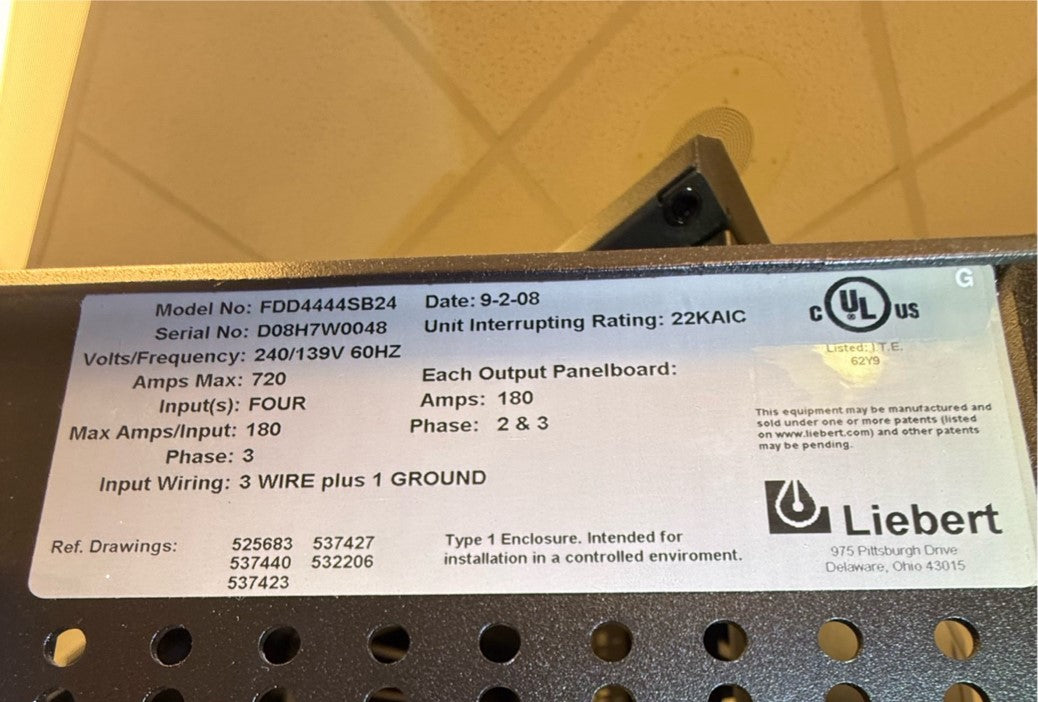 G
Model No: FDD4444SB24
Serial No: D08H7W0048
Volts/Frequency: 240/139V 60HZ
Amps Max: 720
Input(s): FOUR
Max Amps/Input: 180
Phase: 3
Input Wiring: 3 WIRE plus 1 GROUND
Date: 9-2-08
Unit Interrupting Rating: 22KAIC
Each Output Panelboard:
Amps: 180
Phase: 2 & 3
C UL ® US
Listed: I.T.E.
62Y9
This equipment may be manufactured and
sold under one or more patents (listed
on www.liebert.com) and other patents
may be pending.
Ref. Drawings:
525683 537427
537440 532206
537423
Type 1 Enclosure. Intended for
installation in a controlled enviroment.
Liebert
975 Pittsburgh Drive
Delaware, Ohio 43015